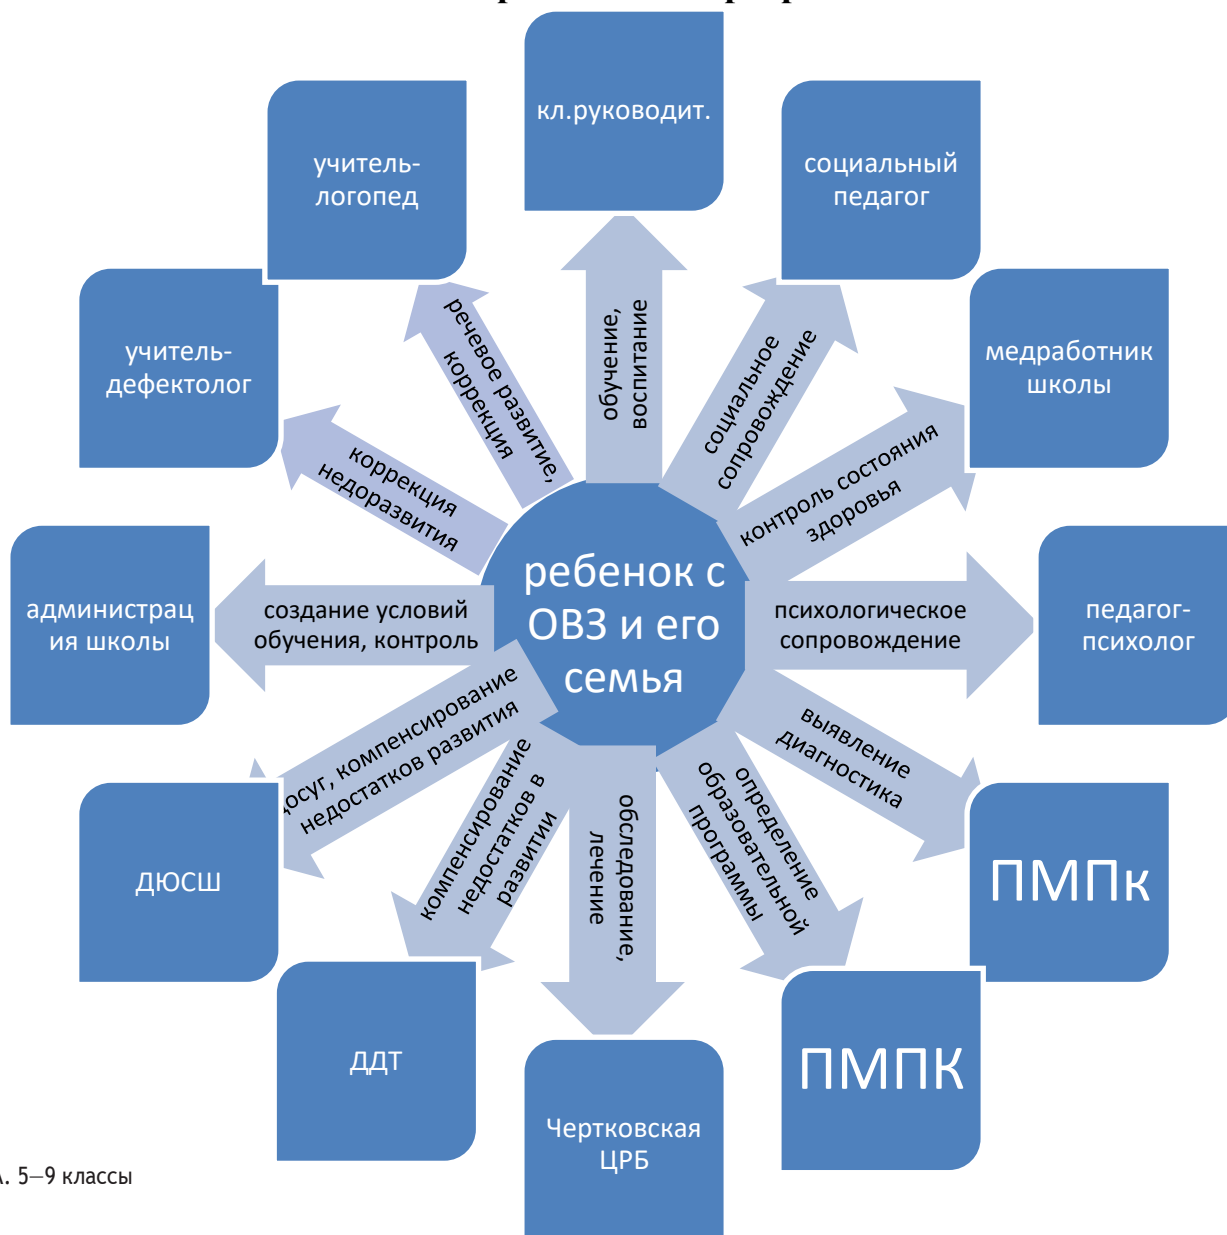 кл.руководит.
социальный
педагог
медработник
школы
педагог-
психолог
ПМПк
ПМПК
Чертковская
ЦРБ
ДДТ
ДЮСШ
администрац
ия школы
учитель-
дефектолог
учитель-
логопед
обучение,
воспитание
социальное
сопровождение
контроль состояния
здоровья
психологическое
сопровождение
выявление
диагностика
определение
образовательной
программы
обследование,
лечение
компенсирование
недостатков в
развитии
досуг, компенсирование
недостатков развития
создание условий
обучения, контроль
коррекция
недоразвития
речевое развитие,
коррекция
ребенок с
ОВЗ и его
семья
5–9 классы